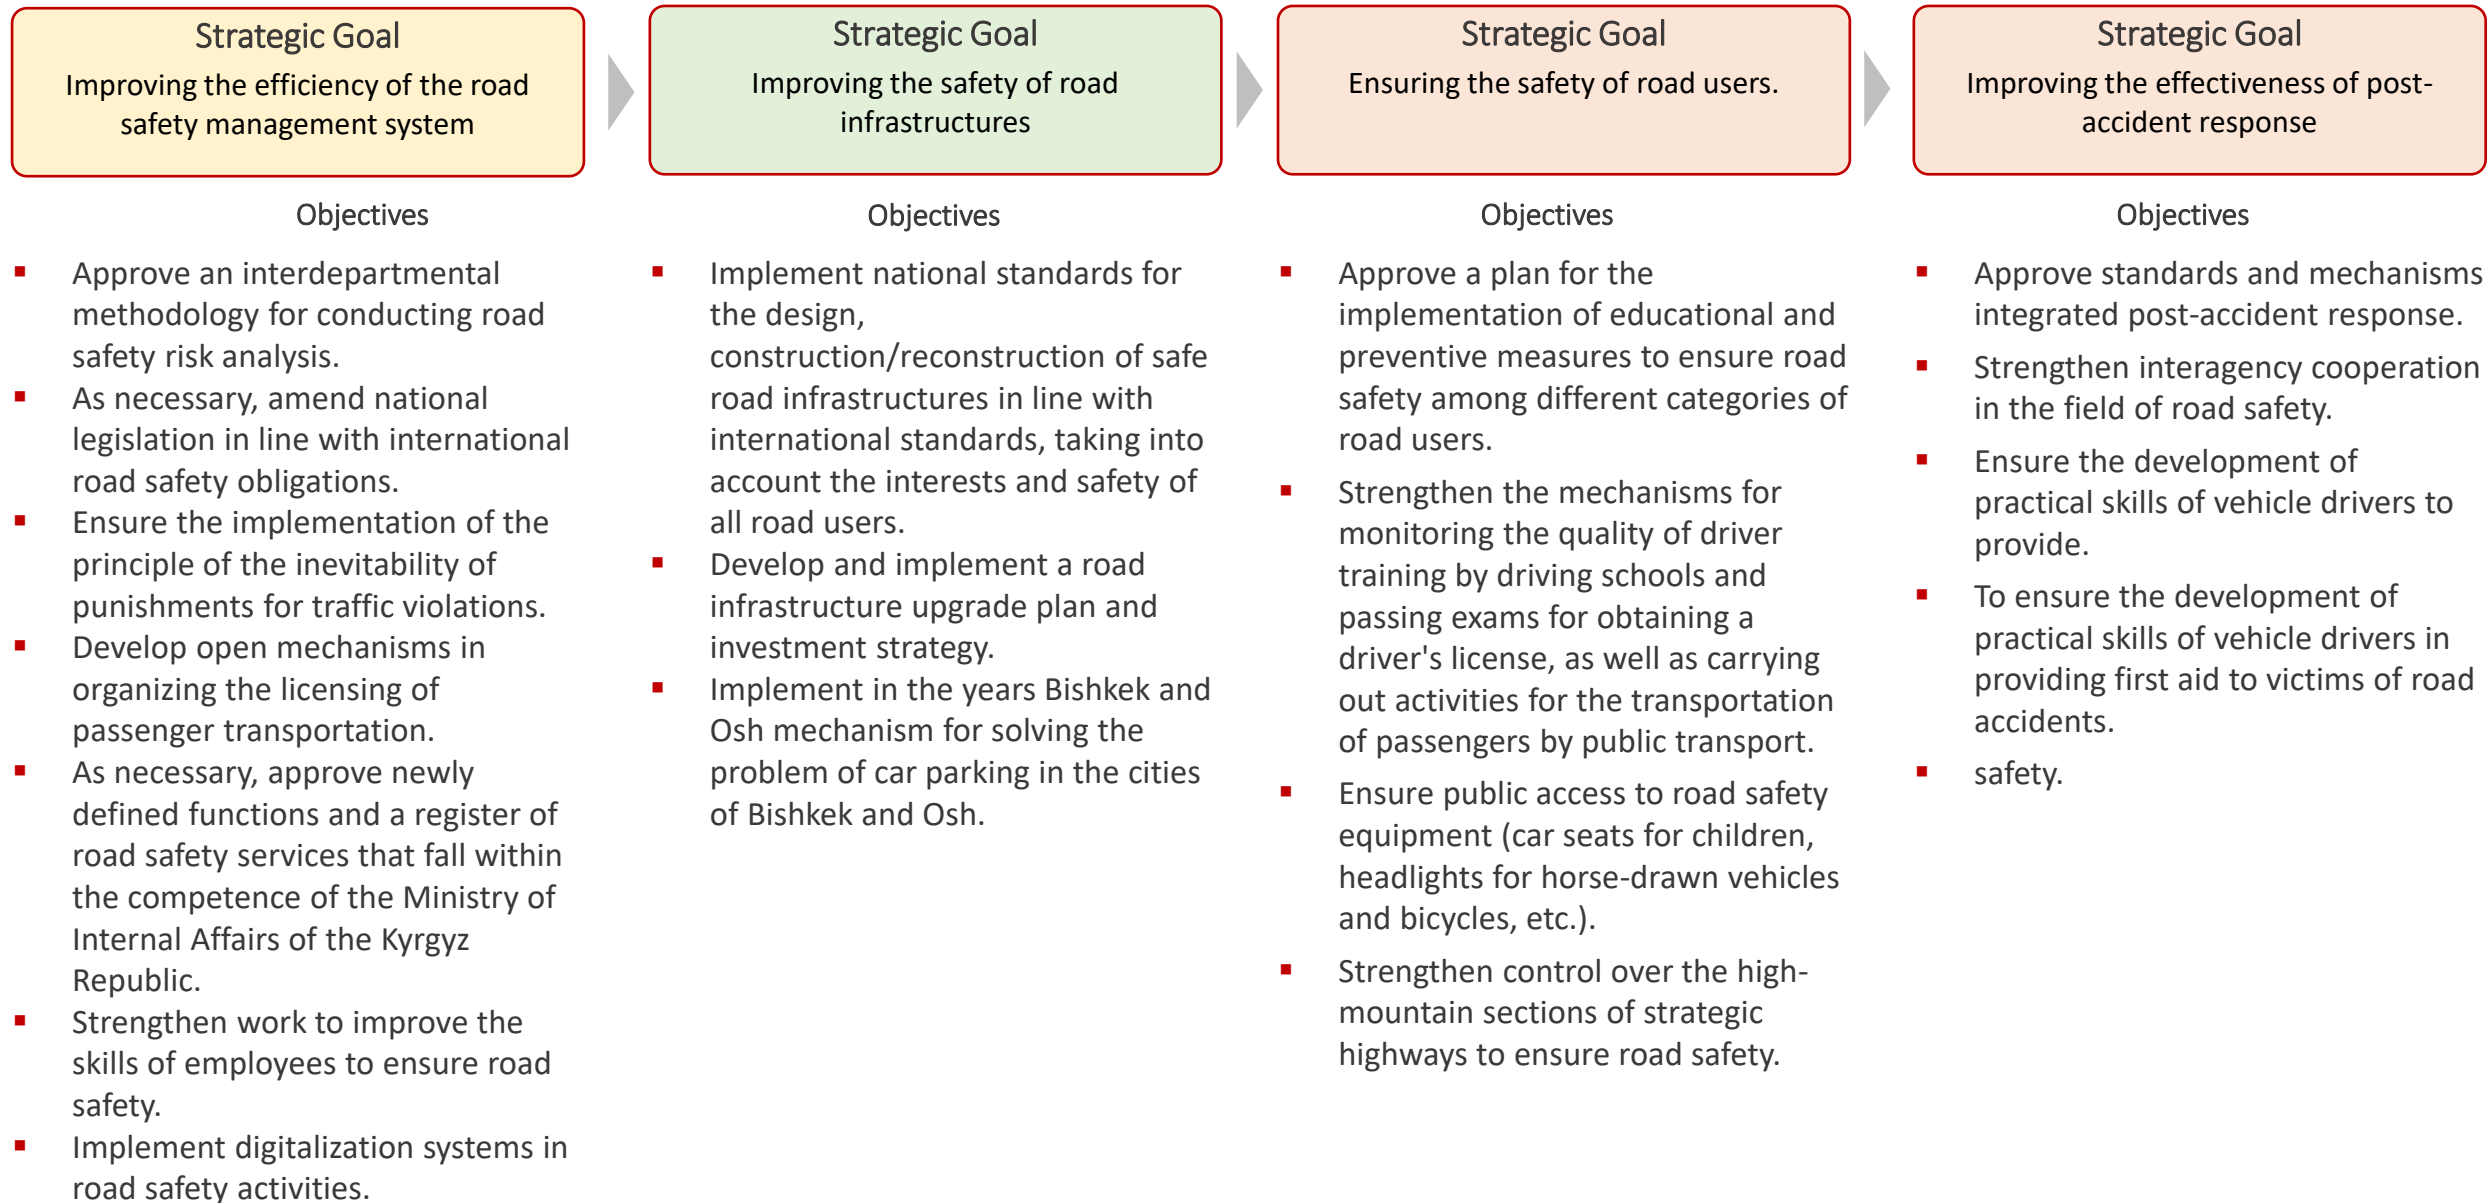 Strategic Goal
Improving the efficiency of the road
safety management system
Objectives
Approve an interdepartmental
methodology for conducting road
safety risk analysis.
As necessary, amend national
legislation in line with international
road safety obligations.
Ensure the implementation of the
principle of the inevitability of
punishments for traffic violations.
Develop open mechanisms in
organizing the licensing of
passenger transportation.
As necessary, approve newly
defined functions and a register of
road safety services that fall within
the competence of the Ministry of
Internal Affairs of the Kyrgyz
Republic.
Strengthen work to improve the
skills of employees to ensure road
safety.
Implement digitalization systems in
road safety activities.
Strategic Goal
Improving the safety of road
infrastructures
Objectives
Implement national standards for
the design,
construction/reconstruction of safe
road infrastructures in line with
international standards, taking into
account the interests and safety of
all road users.
Develop and implement a road
infrastructure upgrade plan and
investment strategy.
Implement in the years Bishkek and
Osh mechanism for solving the
problem of car parking in the cities
of Bishkek and Osh.
Strategic Goal
Ensuring the safety of road users.
Objectives
Approve a plan for the
implementation of educational and
preventive measures to ensure road
safety among different categories of
road users.
Strengthen the mechanisms for
monitoring the quality of driver
training by driving schools and
passing exams for obtaining a
driver's license, as well as carrying
out activities for the transportation
of passengers by public transport.
Ensure public access to road safety
equipment (car seats for children,
headlights for horse-drawn vehicles
and bicycles, etc.).
Strengthen control over the high-
mountain sections of strategic
highways to ensure road safety.
Strategic Goal
Improving the effectiveness of post-
accident response
Objectives
Approve standards and mechanisms
integrated post-accident response.
Strengthen interagency cooperation
in the field of road safety.
Ensure the development of
practical skills of vehicle drivers to
provide.
To ensure the development of
practical skills of vehicle drivers in
providing first aid to victims of road
accidents.
safety.